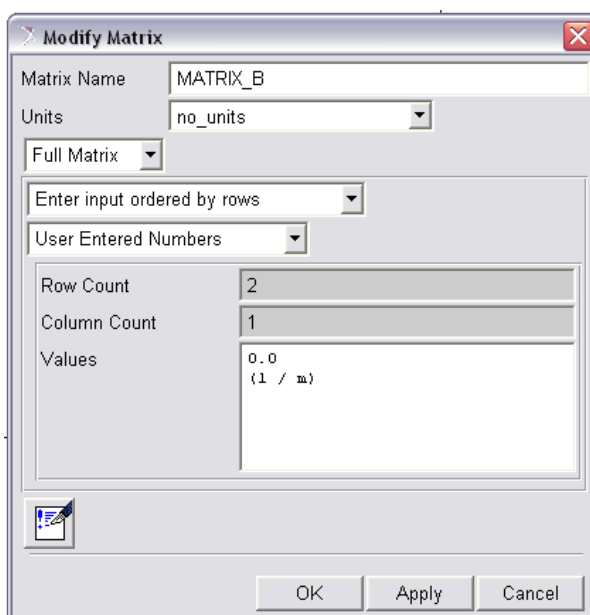 Modify Matrix
Matrix Name MATRIX_B
Units no_units
Full Matrix
Enter input ordered by rows
User Entered Numbers
Row Count 2
Column Count 1
Values 0.0
(1 / m)
OK Apply Cancel